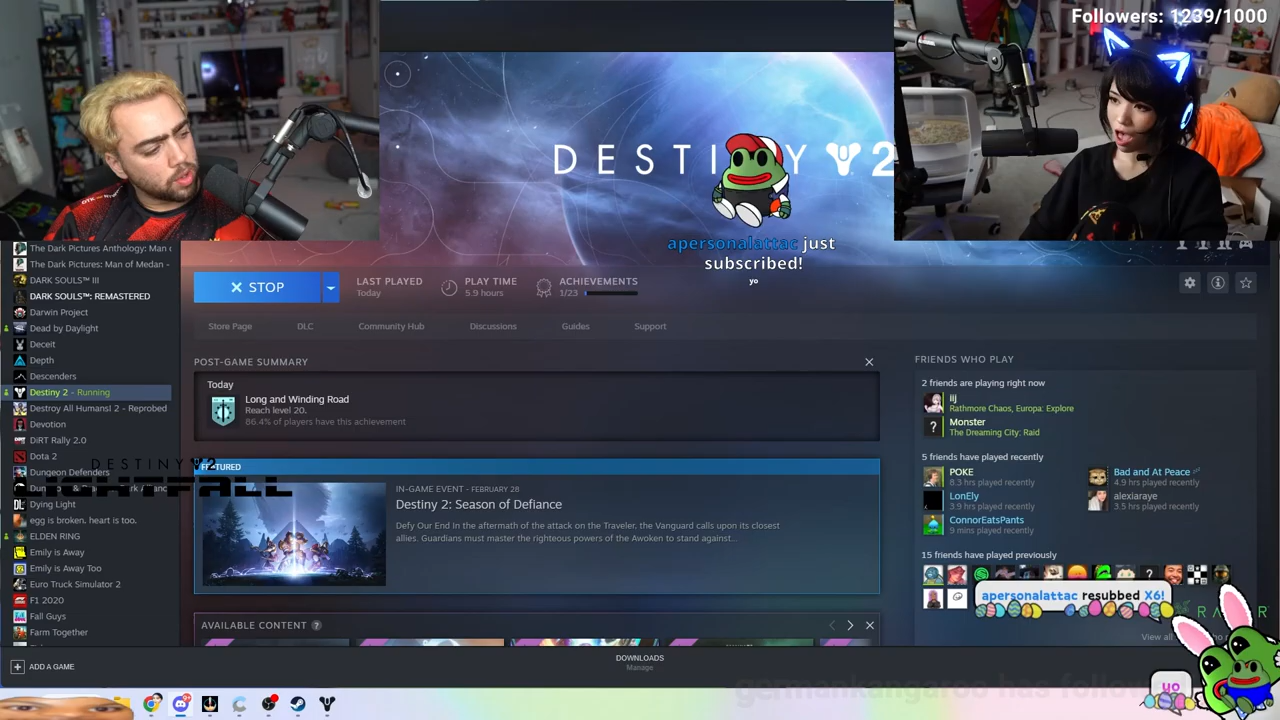 Followers: 1239/1000
DESTINY 2
apersonalattac just
subscribed!
yo
The Dark Pictures Anthology: Man
The Dark Pictures: Man of Medan -
DARK SOULS™ III
DARK SOULS™: REMASTERED
Darwin Project
Dead by Daylight
Deceit
Depth
Descenders
Destiny 2 - Running
Destroy All Humans! 2 - Reprobed
Devotion
DiRT Rally 2.0
Dota 2
Dungeon Defenders
Dying Light
egg is broken. heart is too.
ELDEN RING
Emily is Away
Emily is Away Too
Euro Truck Simulator 2
F1 2020
Fall Guys
Farm Together
DESTINY 2
STOP
LAST PLAYED
Today
PLAY TIME
5.9 hours
ACHIEVEMENTS
1/23
Store Page
DLC
Community Hub
Discussions
Guides
Support
POST-GAME SUMMARY
Today
Long and Winding Road
Reach level 20.
86.4% of players have this achievement
FEATURED
IN-GAME EVENT - FEBRUARY 28
Destiny 2: Season of Defiance
Defy Our End In the aftermath of the attack on the Traveler, the Vanguard calls upon its closest
allies. Guardians must master the righteous powers of the Awoken to stand against...
AVAILABLE CONTENT ?
FRIENDS WHO PLAY
2 friends are playing right now
iij
Rathmore Chaos, Europa: Explore
Monster
The Dreaming City: Raid
5 friends have played recently
POKE
8.3 hrs played recently
Bad and At Peace
4.9 hrs played recently
LonEly
3.9 hrs played recently
alexiaraye
3.5 hrs played recently
ConnorEatsPants
9 mins played recently
15 friends have played previously
apersonalattac resubbed X6!
View all
yo
ADD A GAME
DOWNLOADS
Manage
germankangaroo has follow